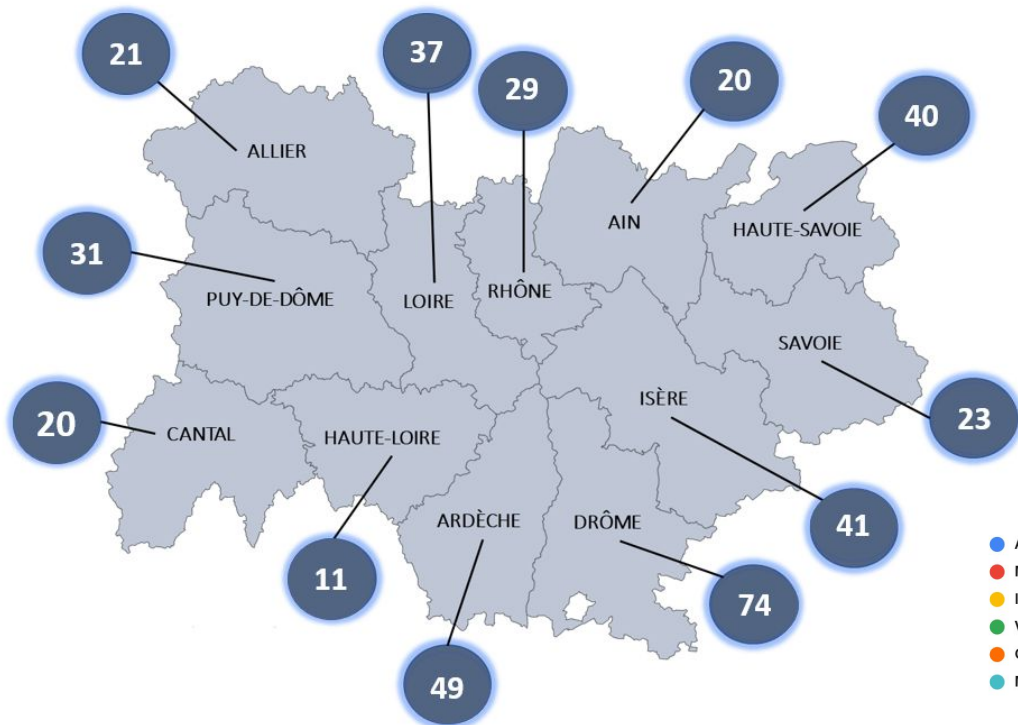 21
37
29
20
40
ALLIER
AIN
HAUTE-SAVOIE
31
PUY-DE-DÔME
LOIRE
RHÔNE
SAVOIE
20
CANTAL
HAUTE-LOIRE
ISÈRE
23
ARDÈCHE
DRÔME
41
11
74
49